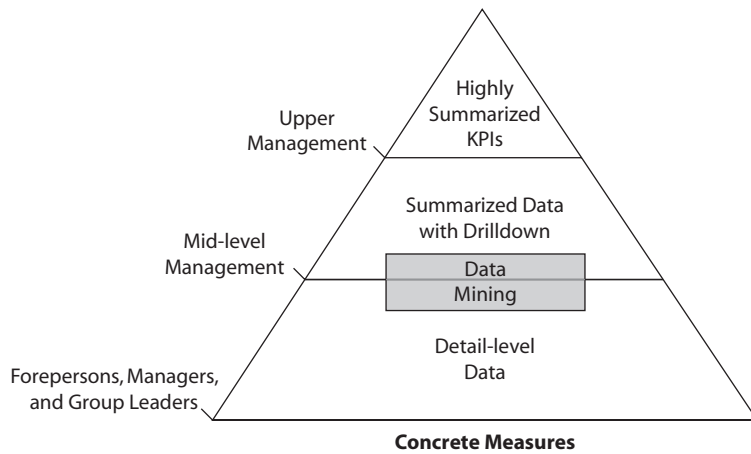 Highly
Summarized
KPIs
Upper
Management
Summarized Data
with Drilldown
Mid-level
Management
Data
Mining
Detail-level
Data
Forepersons, Managers,
and Group Leaders
Concrete Measures